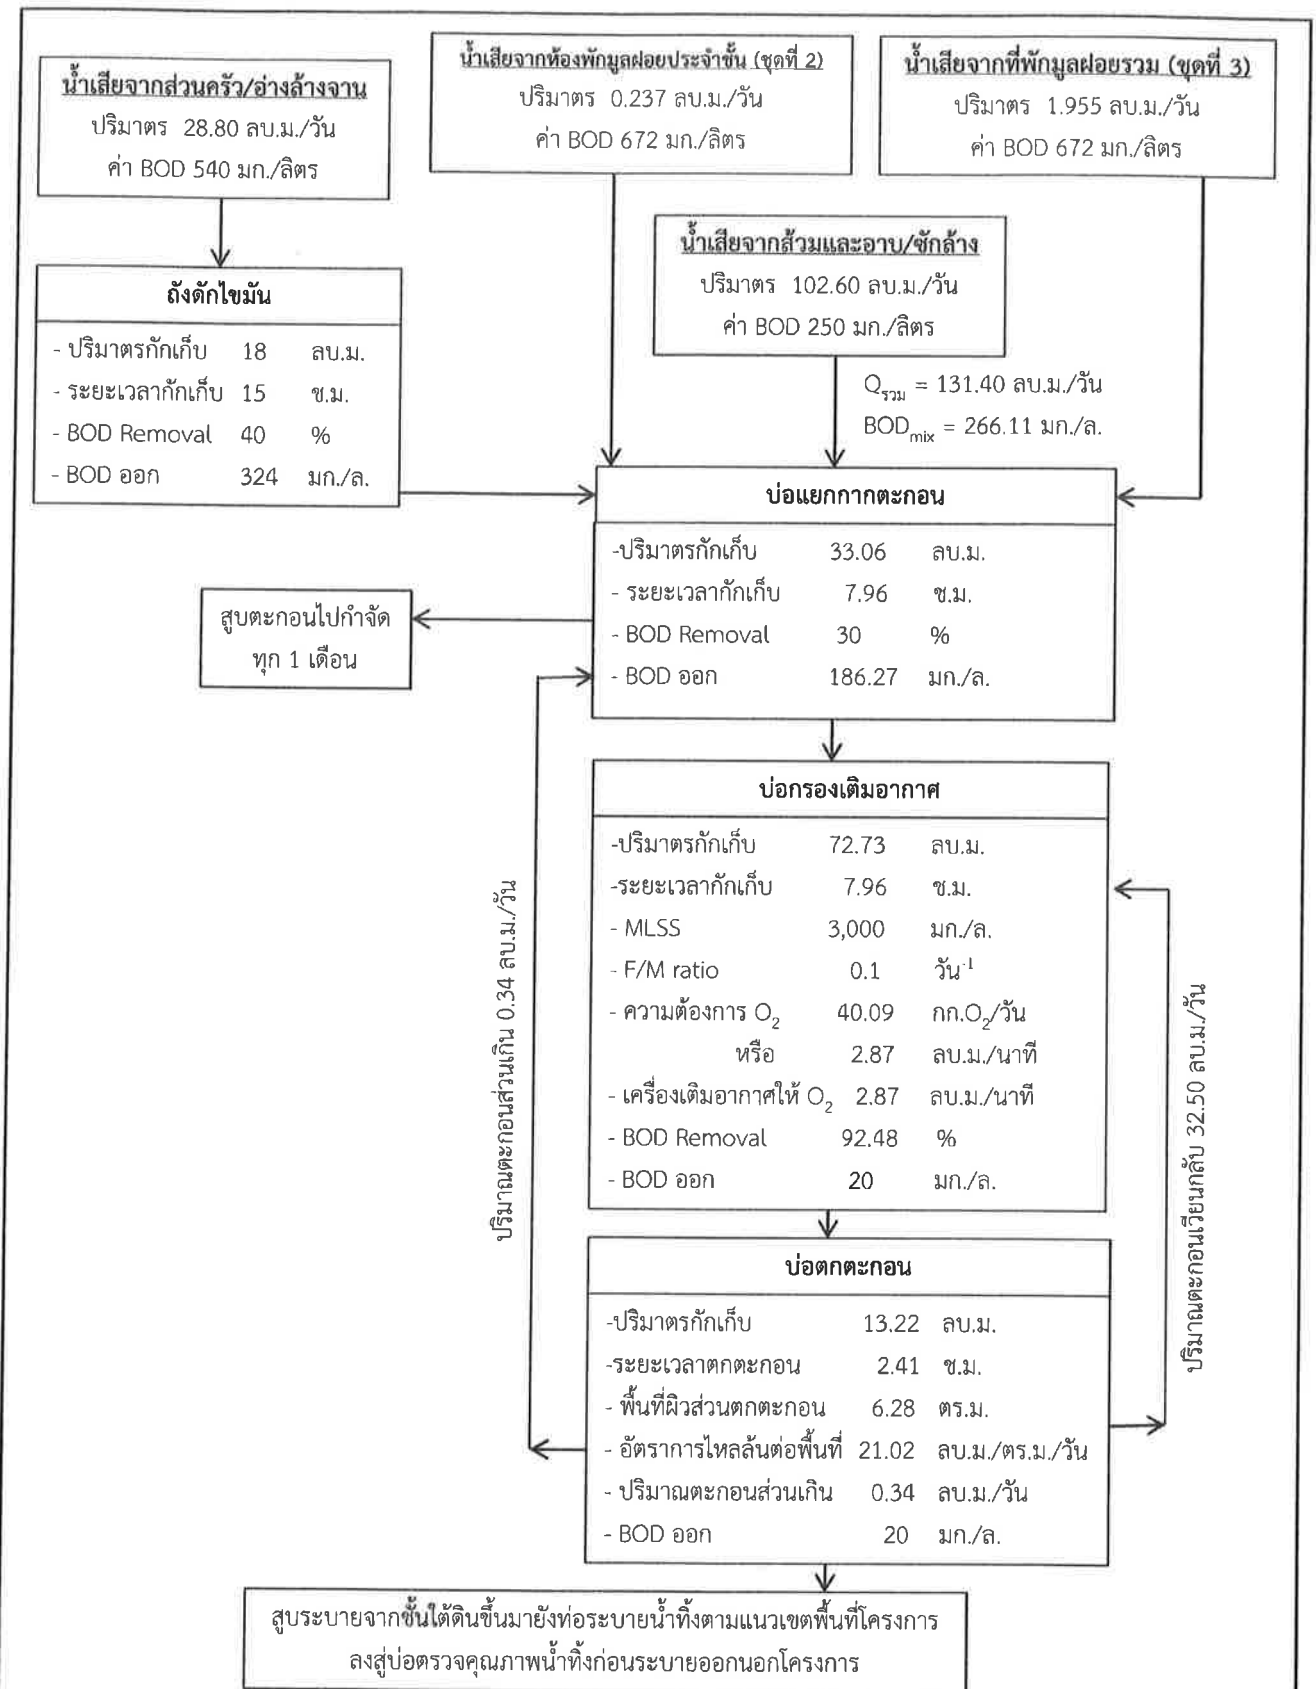 น้ำเสียจากส่วนครัว/อ่างล้างจาน
ปริมาตร 28.80 ลบ.ม./วัน
ค่า BOD 540 มก./ลิตร
น้ำเสียจากห้องพักมูลฝอยประจำชั้น (ชุดที่ 2)
ปริมาตร 0.237 ลบ.ม./วัน
ค่า BOD 672 มก./ลิตร
น้ำเสียจากที่พักมูลฝอยรวม (ชุดที่ 3)
ปริมาตร 1.955 ลบ.ม./วัน
ค่า BOD 672 มก./ลิตร
น้ำเสียจากส้วมและอาบ/ซักล้าง
ปริมาตร 102.60 ลบ.ม./วัน
ค่า BOD 250 มก./ลิตร
ถังดักไขมัน
- ปริมาตรกักเก็บ 18 ลบ.ม.
- ระยะเวลากักเก็บ 15 ช.ม.
- BOD Removal 40 %
- BOD ออก 324 มก./ล.
Qรวม = 131.40 ลบ.ม./วัน
BODmix = 266.11 มก./ล.
บ่อแยกกากตะกอน
-ปริมาตรกักเก็บ 33.06 ลบ.ม.
- ระยะเวลากักเก็บ 7.96 ช.ม.
- BOD Removal 30 %
- BOD ออก 186.27 มก./ล.
สูบตะกอนไปกำจัด
ทุก 1 เดือน
บ่อกรองเติมอากาศ
-ปริมาตรกักเก็บ 72.73 ลบ.ม.
-ระยะเวลากักเก็บ 7.96 ช.ม.
- MLSS 3,000 มก./ล.
- F/M ratio 0.1 วัน-1
- ความต้องการ O2 40.09 กก.O2/วัน
หรือ 2.87 ลบ.ม./นาที
- เครื่องเติมอากาศให้ O2 2.87 ลบ.ม./นาที
- BOD Removal 92.48 %
- BOD ออก 20 มก./ล.
ปริมาณตะกอนส่วนเกิน 0.34 ลบ.ม./วัน
ปริมาณตะกอนเวียนกลับ 32.50 ลบ.ม./วัน
บ่อตกตะกอน
-ปริมาตรกักเก็บ 13.22 ลบ.ม.
-ระยะเวลาตกตะกอน 2.41 ช.ม.
- พื้นที่ผิวส่วนตกตะกอน 6.28 ตร.ม.
- อัตราการไหลล้นต่อพื้นที่ 21.02 ลบ.ม./ตร.ม./วัน
- ปริมาณตะกอนส่วนเกิน 0.34 ลบ.ม./วัน
- BOD ออก 20 มก./ล.
สูบระบายจากชั้นใต้ดินขึ้นมายังท่อระบายน้ำทิ้งตามแนวเขตพื้นที่โครงการ
ลงสู่บ่อตรวจคุณภาพน้ำทิ้งก่อนระบายออกนอกโครงการ